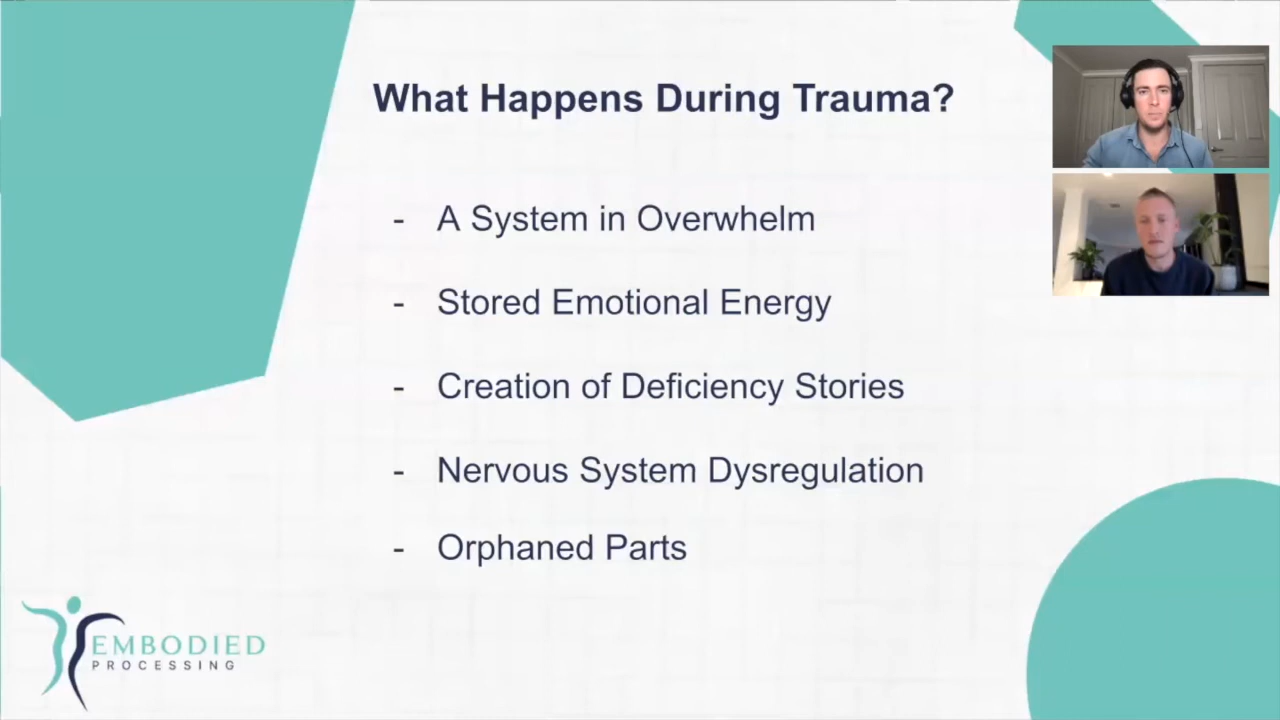 What Happens During Trauma?
- A System in Overwhelm
- Stored Emotional Energy
- Creation of Deficiency Stories
- Nervous System Dysregulation
- Orphaned Parts
EMBODIED
PROCESSING